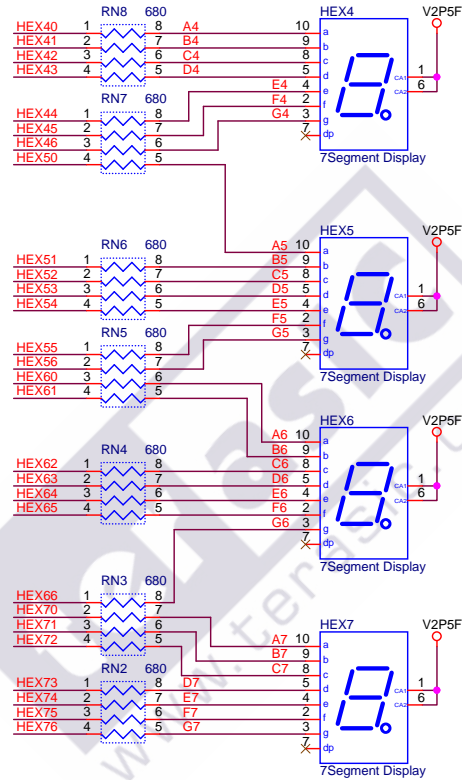 RN8 680 HEX4 V2P5F
HEX40 1 8 A4 10 a
HEX41 2 7 B4 9 b
HEX42 3 6 C4 8 c CA1 1
HEX43 4 5 D4 5 d CA2 6
E4 4 e
RN7 680 F4 2 f
HEX44 1 8 G4 3 g
HEX45 2 7 7 dp
HEX46 3 6
HEX50 4 5 7Segment Display
HEX5 V2P5F
A5 10 a
RN6 680 B5 9 b
HEX51 1 8 C5 8 c
HEX52 2 7 D5 5 d CA1 1
HEX53 3 6 E5 4 e CA2 6
HEX54 4 5 F5 2 f
RN5 680 G5 3 g
HEX55 1 8 7 dp
HEX56 2 7 7Segment Display
HEX60 3 6
HEX61 4 5
HEX6 V2P5F
A6 10 a
RN4 680 B6 9 b
HEX62 1 8 C6 8 c
HEX63 2 7 D6 5 d CA1 1
HEX64 3 6 E6 4 e CA2 6
HEX65 4 5 F6 2 f
G6 3 g
7 dp
RN3 680 7Segment Display
HEX66 1 8
HEX70 2 7 HEX7 V2P5F
HEX71 3 6 A7 10 a
HEX72 4 5 B7 9 b
RN2 680 C7 8 c
HEX73 1 8 D7 5 d CA1 1
HEX74 2 7 E7 4 e CA2 6
HEX75 3 6 F7 2 f
HEX76 4 5 G7 3 g
7 dp
7Segment Display
terasic